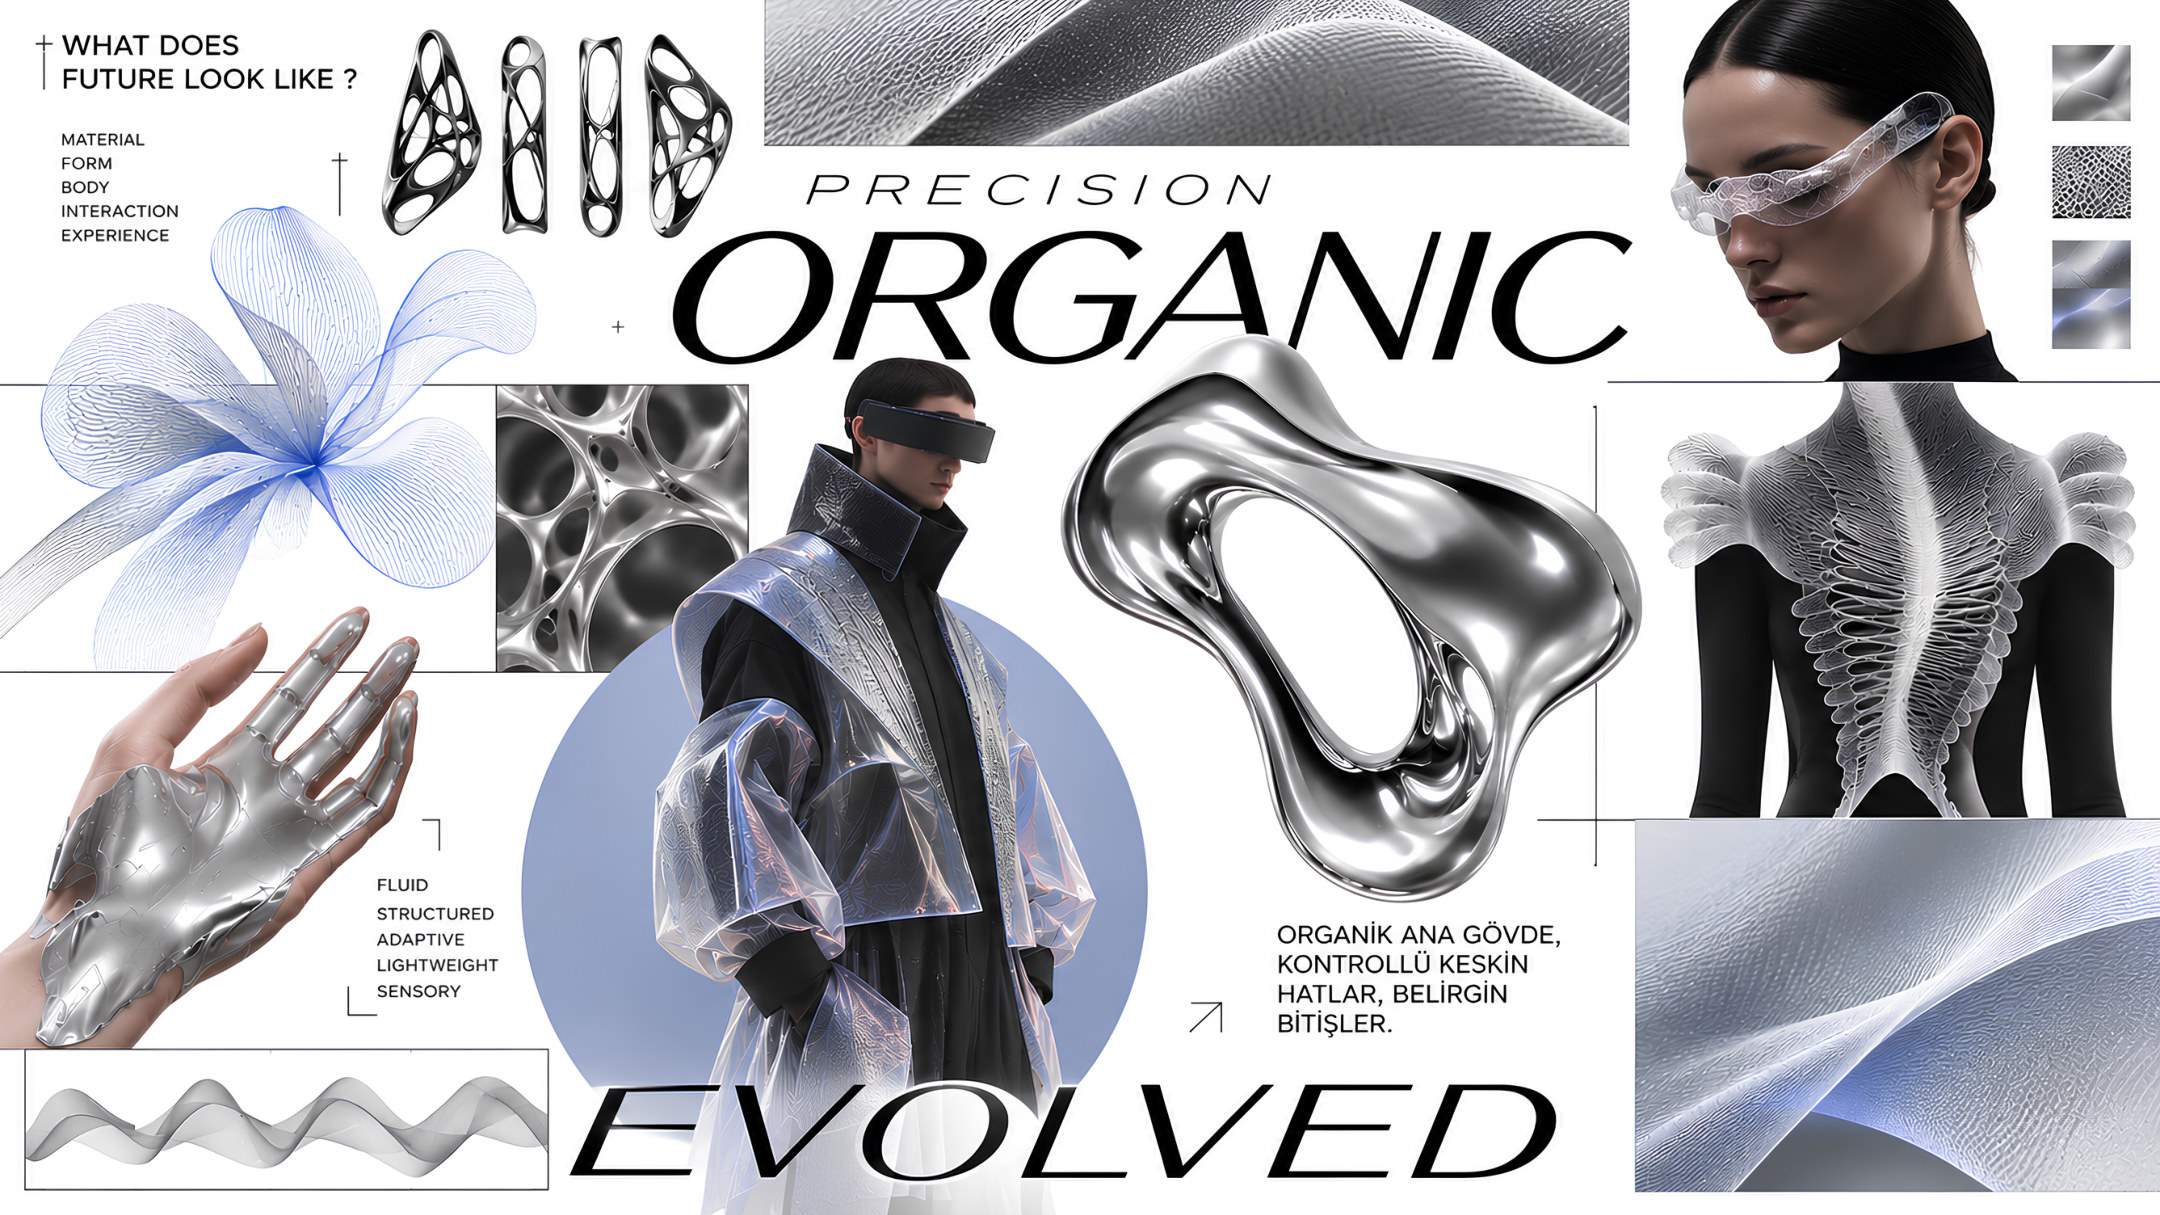 WHAT DOES
FUTURE LOOK LIKE ?
MATERIAL
FORM
BODY
INTERACTION
EXPERIENCE
PRECISION
ORGANIC
FLUID
STRUCTURED
ADAPTIVE
LIGHTWEIGHT
SENSORY
ORGANİK ANA GÖVDE,
KONTROLLÜ KESKİN
HATLAR, BELİRGİN
BİTİŞLER.
EVOLVED